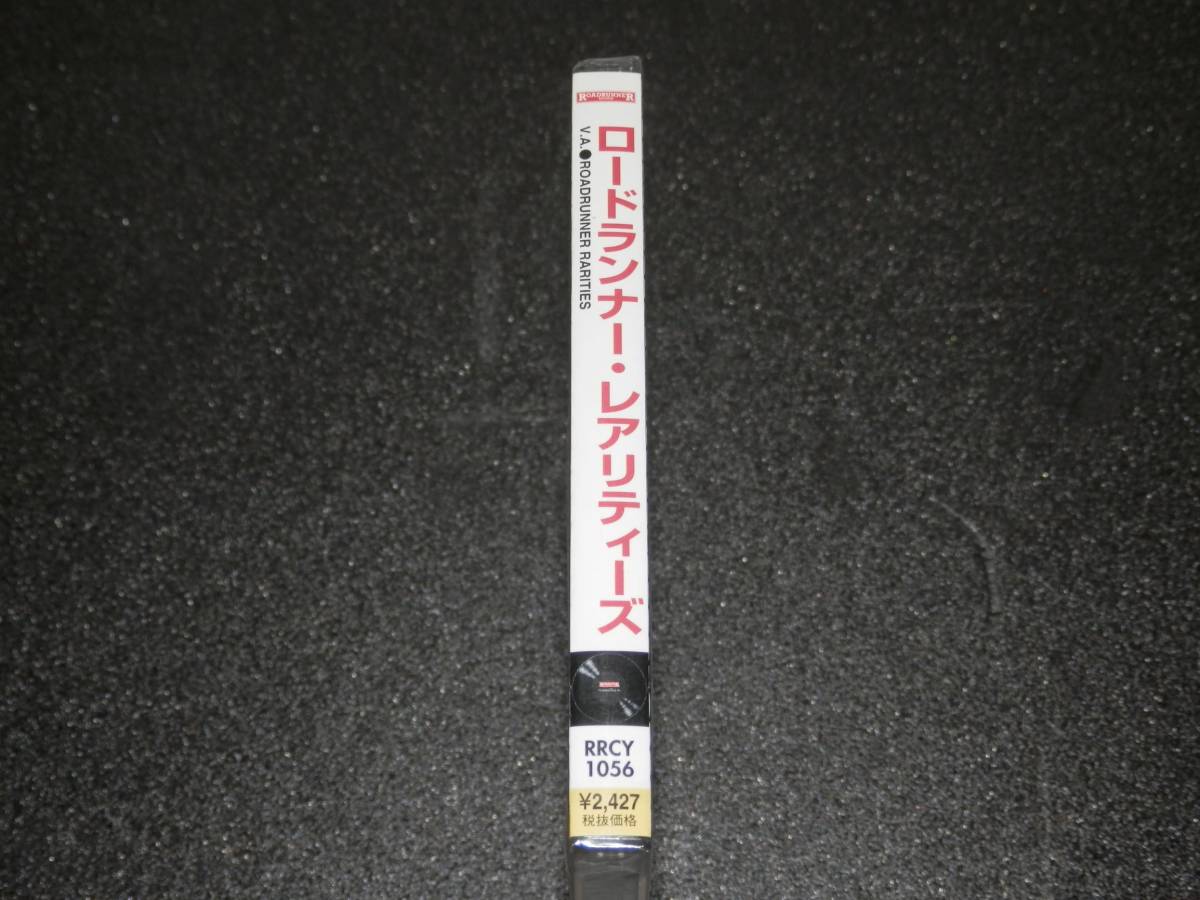 ROADRUNNER
ロードランナー・レアリティーズ
V.A.●ROADRUNNER RARITIES
RRCY
1056
¥2,427
税抜価格